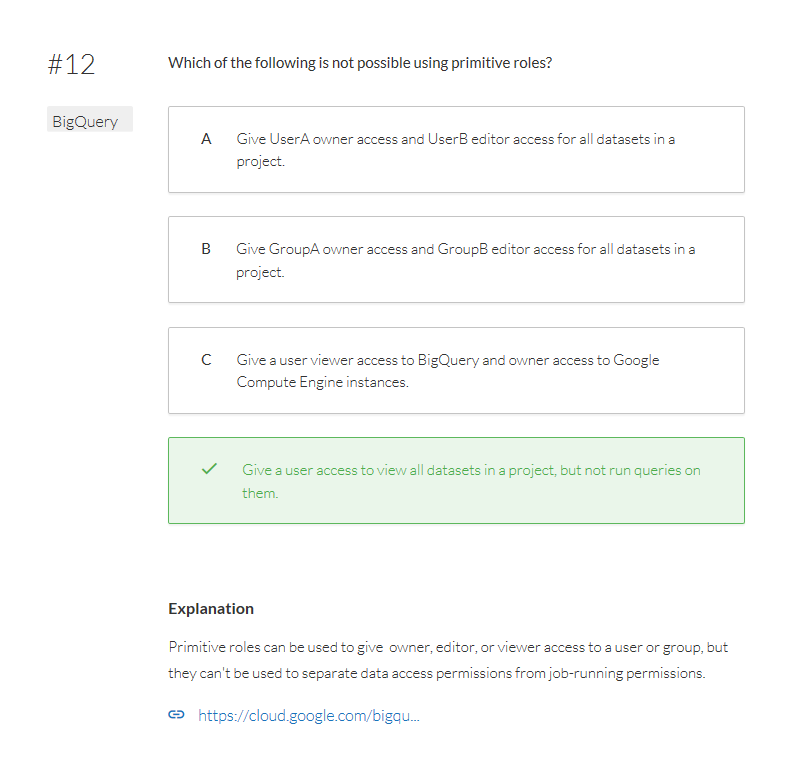 #12
Which of the following is not possible using primitive roles?
BigQuery
A Give UserA owner access and UserB editor access for all datasets in a
project.
B Give GroupA owner access and GroupB editor access for all datasets in a
project.
C Give a user viewer access to BigQuery and owner access to Google
Compute Engine instances.
Give a user access to view all datasets in a project, but not run queries on
them.
Explanation
Primitive roles can be used to give owner, editor, or viewer access to a user or group, but
they can't be used to separate data access permissions from job-running permissions.
https://cloud.google.com/bigqu...